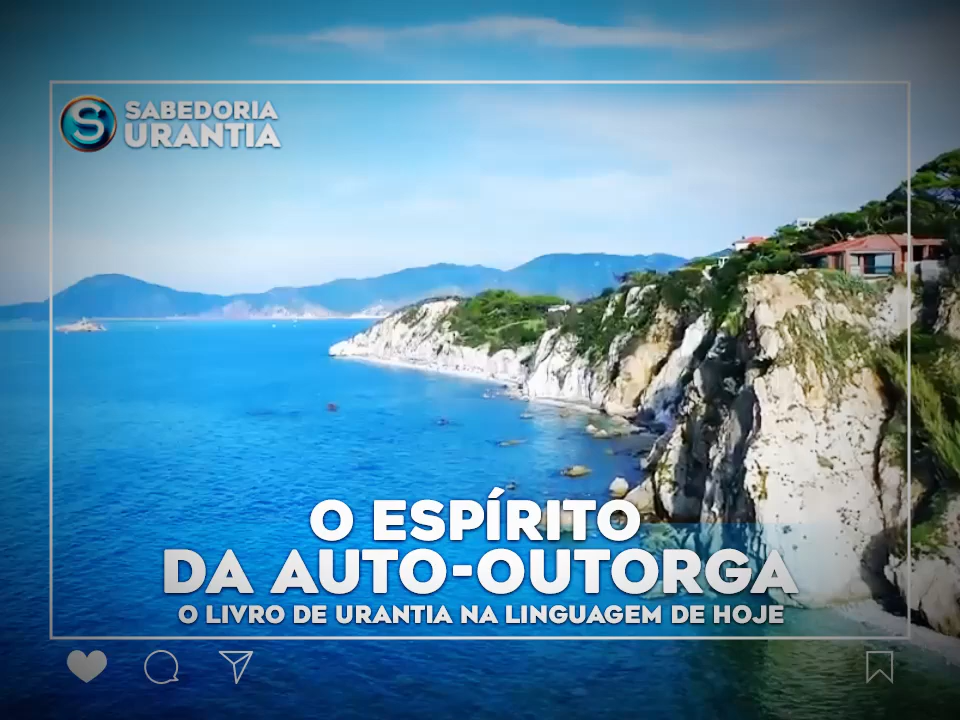 S
SABEDORIA
URANTIA
O ESPÍRITO
DA AUTO-OUTORGA
O LIVRO DE URANTIA NA LINGUAGEM DE HOJE